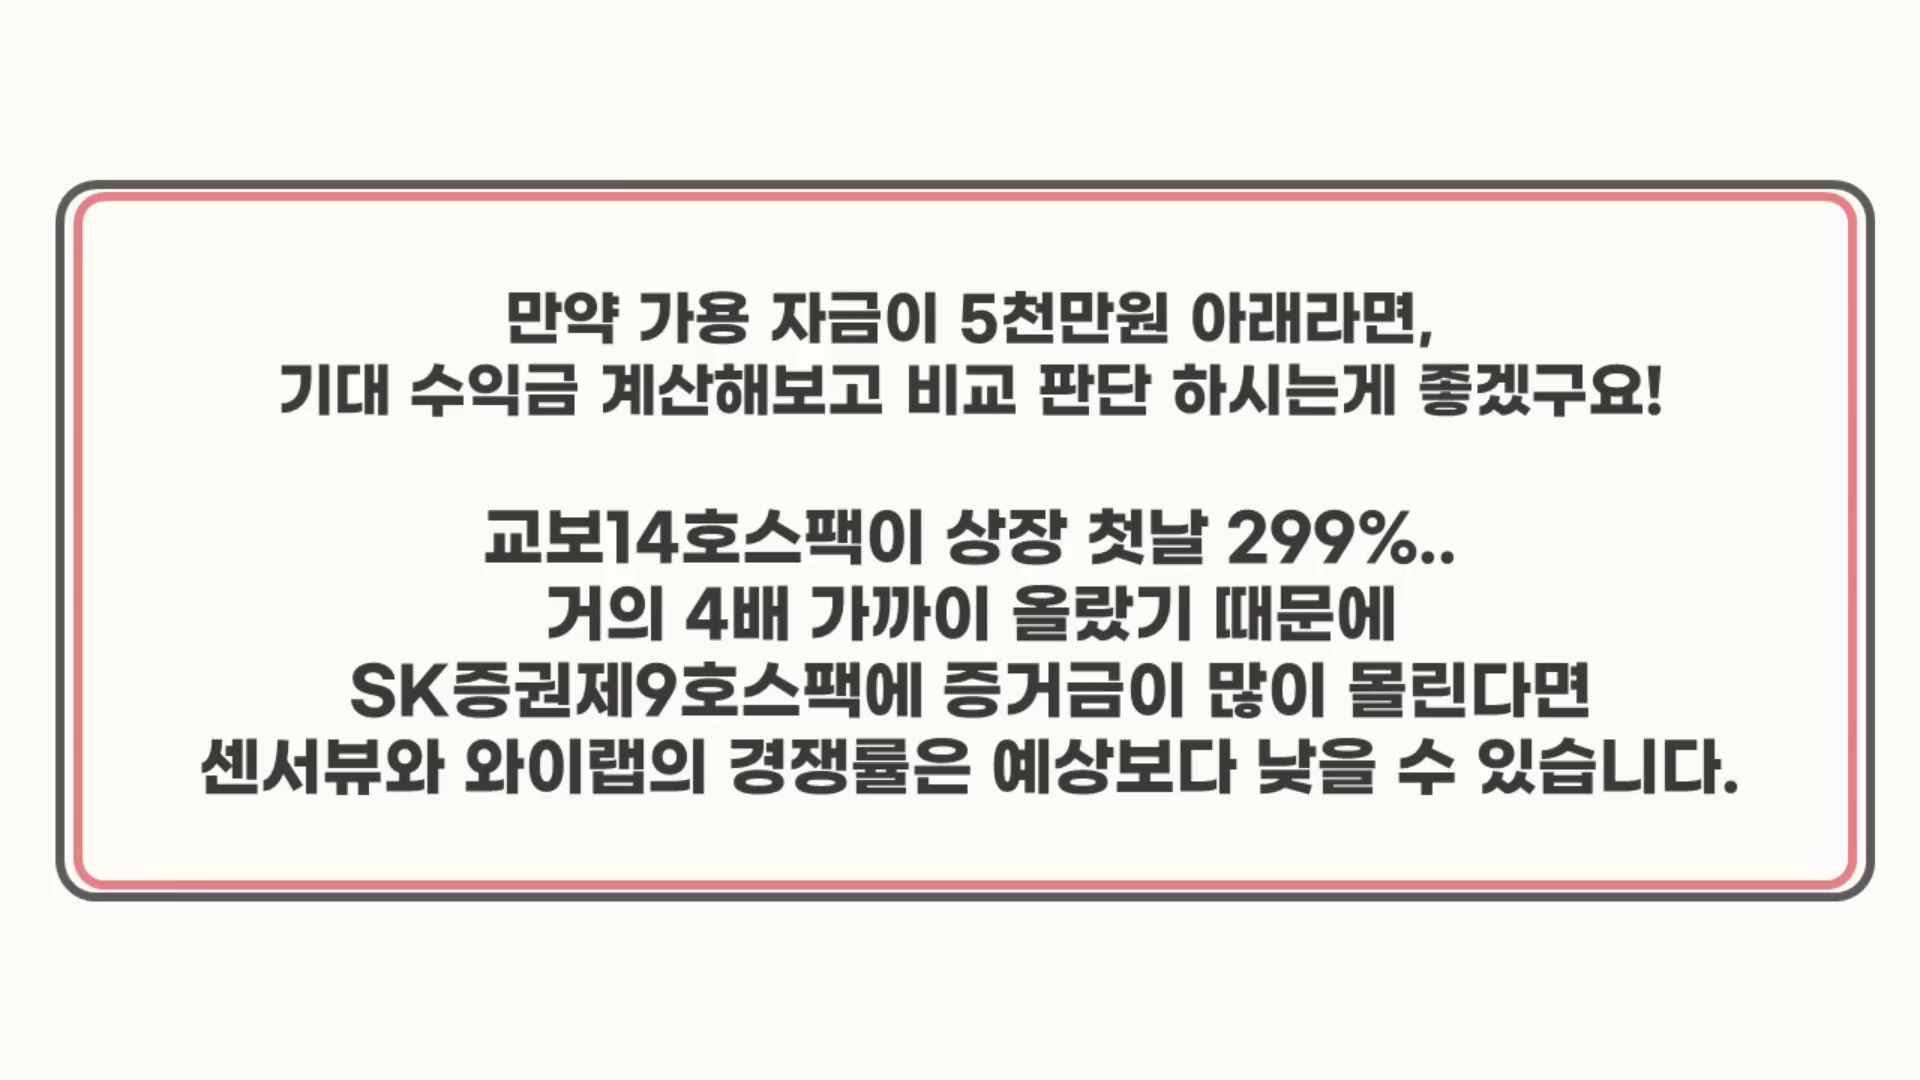 만약 가용 자금이 5천만원 아래라면,
기대 수익금 계산해보고 비교 판단 하시는게 좋겠구요!
교보14호스팩이 상장 첫날 299%..
거의 4배 가까이 올랐기 때문에
SK증권제9호스팩에 증거금이 많이 몰린다면
센서뷰와 와이랩의 경쟁률은 예상보다 낮을 수 있습니다.